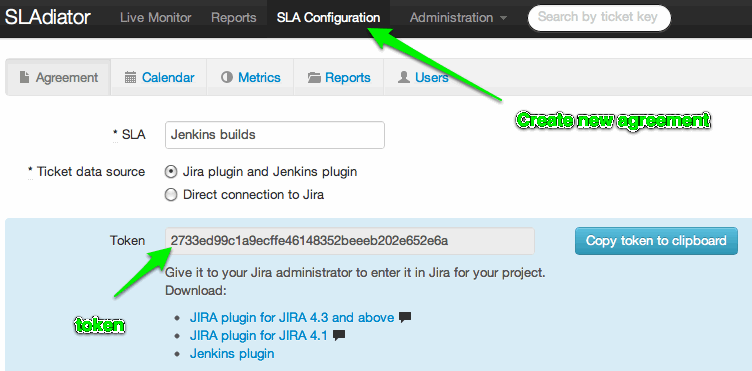 SLAdiator Live Monitor Reports SLA Configuration Administration Search by ticket key
Agreement Calendar Metrics Reports Users
Create new agreement
* SLA Jenkins builds
* Ticket data source Jira plugin and Jenkins plugin
Direct connection to Jira
Token 2733ed99c1a9ecffe46148352beeeb202e652e6a Copy token to clipboard
Give it to your Jira administrator to enter it in Jira for your project.
Download:
token
• JIRA plugin for JIRA 4.3 and above
• JIRA plugin for JIRA 4.1
• Jenkins plugin